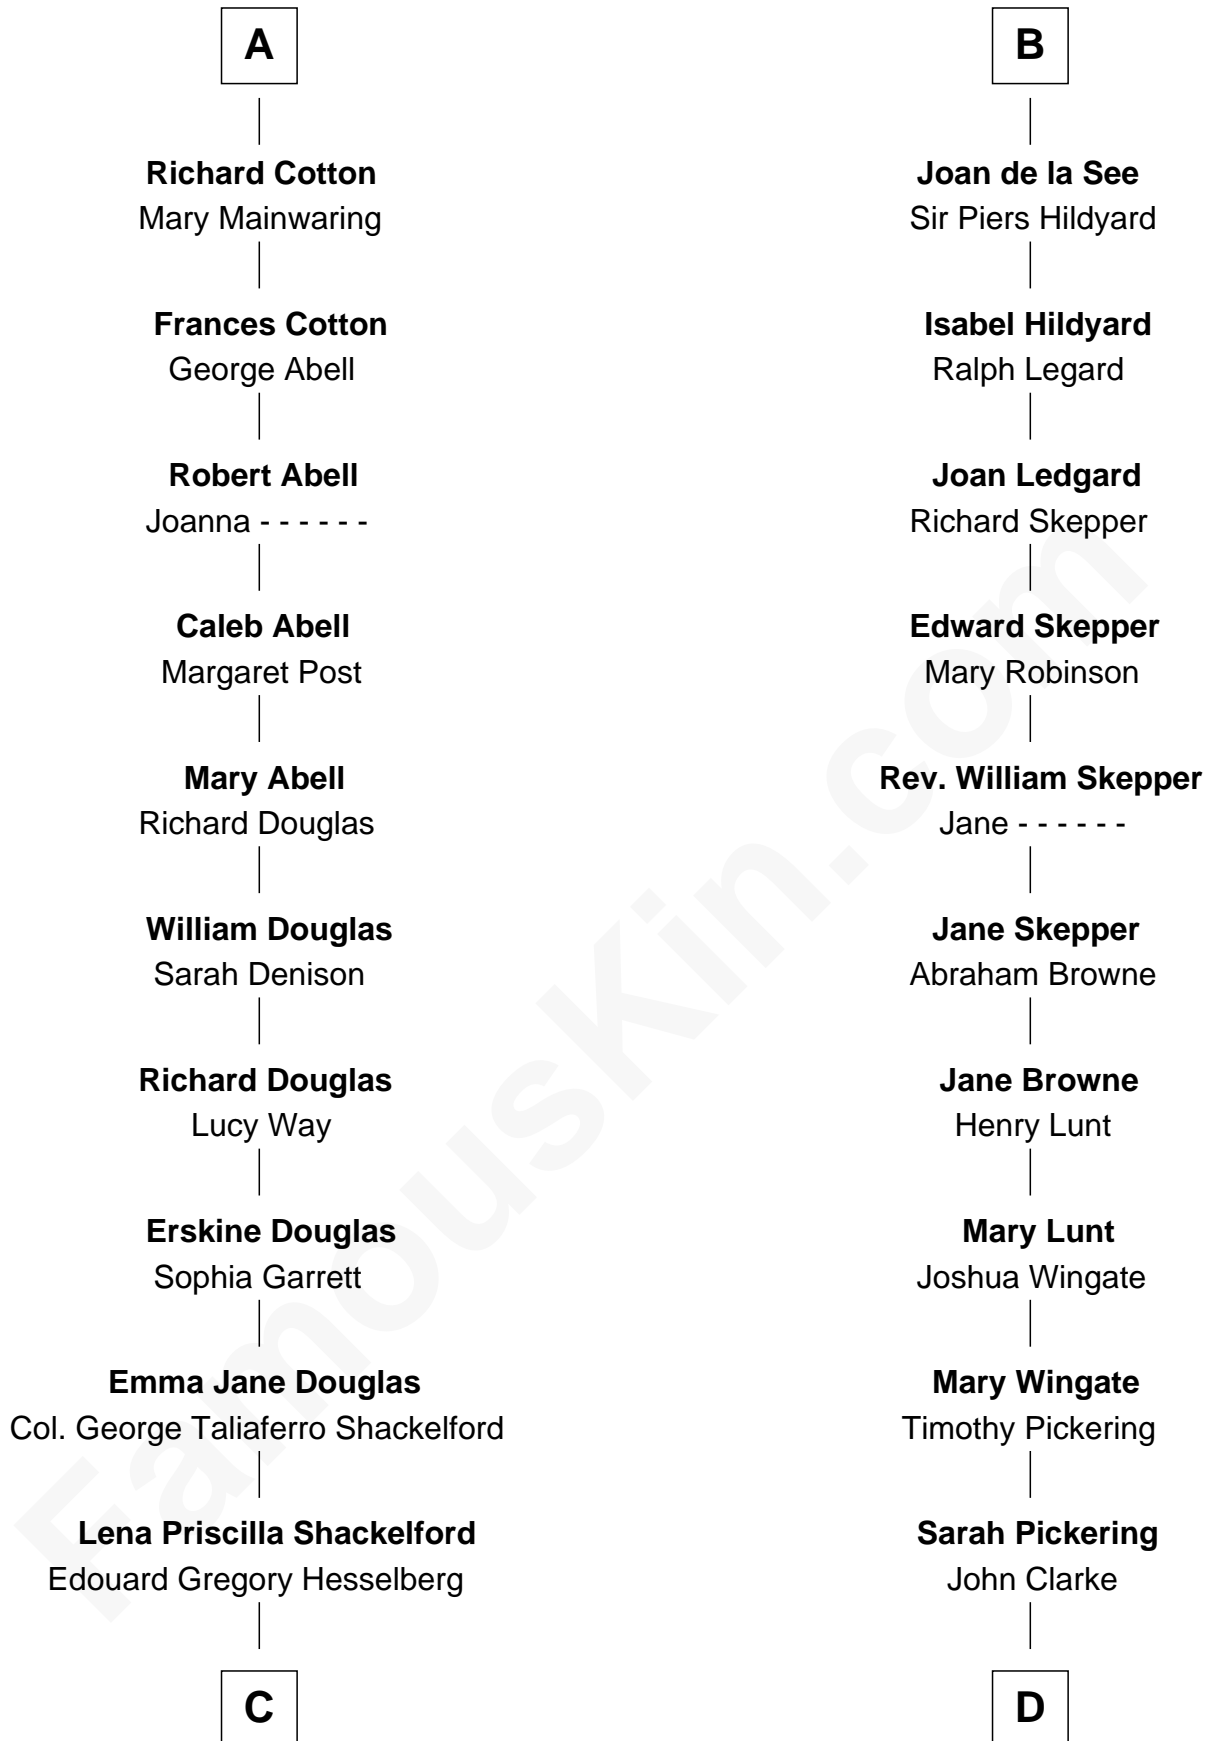 A
Richard Cotton
Mary Mainwaring
Frances Cotton
George Abell
Robert Abell
Joanna - - - - - -
Caleb Abell
Margaret Post
Mary Abell
Richard Douglas
William Douglas
Sarah Denison
Richard Douglas
Lucy Way
Erskine Douglas
Sophia Garrett
Emma Jane Douglas
Col. George Taliaferro Shackelford
Lena Priscilla Shackelford
Edouard Gregory Hesselberg
C
B
Joan de la See
Sir Piers Hildyard
Isabel Hildyard
Ralph Legard
Joan Ledgard
Richard Skepper
Edward Skepper
Mary Robinson
Rev. William Skepper
Jane - - - - - -
Jane Skepper
Abraham Browne
Jane Browne
Henry Lunt
Mary Lunt
Joshua Wingate
Mary Wingate
Timothy Pickering
Sarah Pickering
John Clarke
D
FamousKin.com